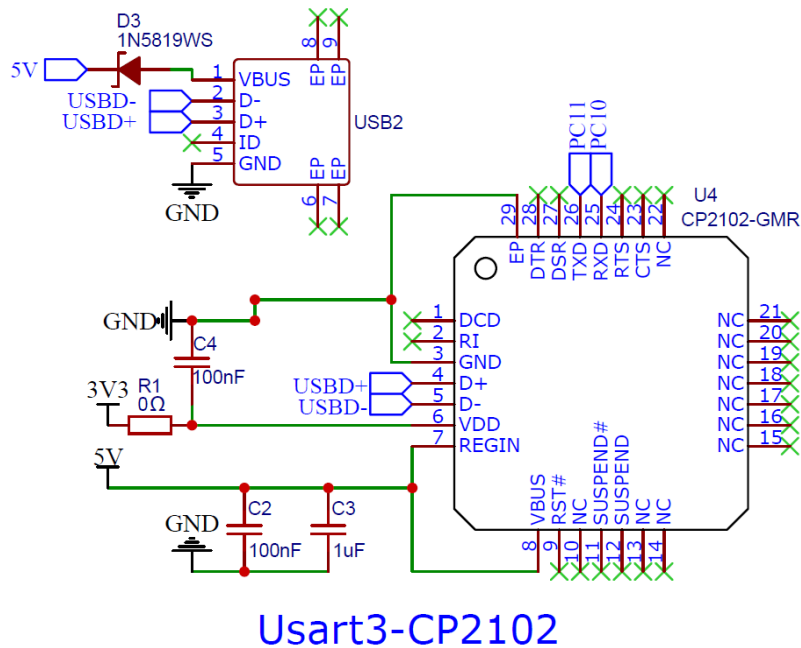 D3
1N5819WS
5V
USBD-
USBD+
1
2
3
4
5
VBUS
D-
D+
ID
GND
8
9
EP
EP
EP
EP
6
7
USB2
GND
PC11
PC10
U4
CP2102-GMR
29
28
27
26
25
24
23
22
EP
DTR
DSR
TXD
RXD
RTS
CTS
NC
GND
C4
100nF
3V3
R1
0Ω
USBD+
USBD-
5V
1
2
3
4
5
6
7
DCD
RI
GND
D+
D-
VDD
REGIN
NC 21
NC 20
NC 19
NC 18
NC 17
NC 16
NC 15
VBUS
RST#
NC
SUSPEND#
SUSPEND
NC
NC
8
9
10
11
12
13
14
GND
C2
100nF
C3
1uF
Usart3-CP2102